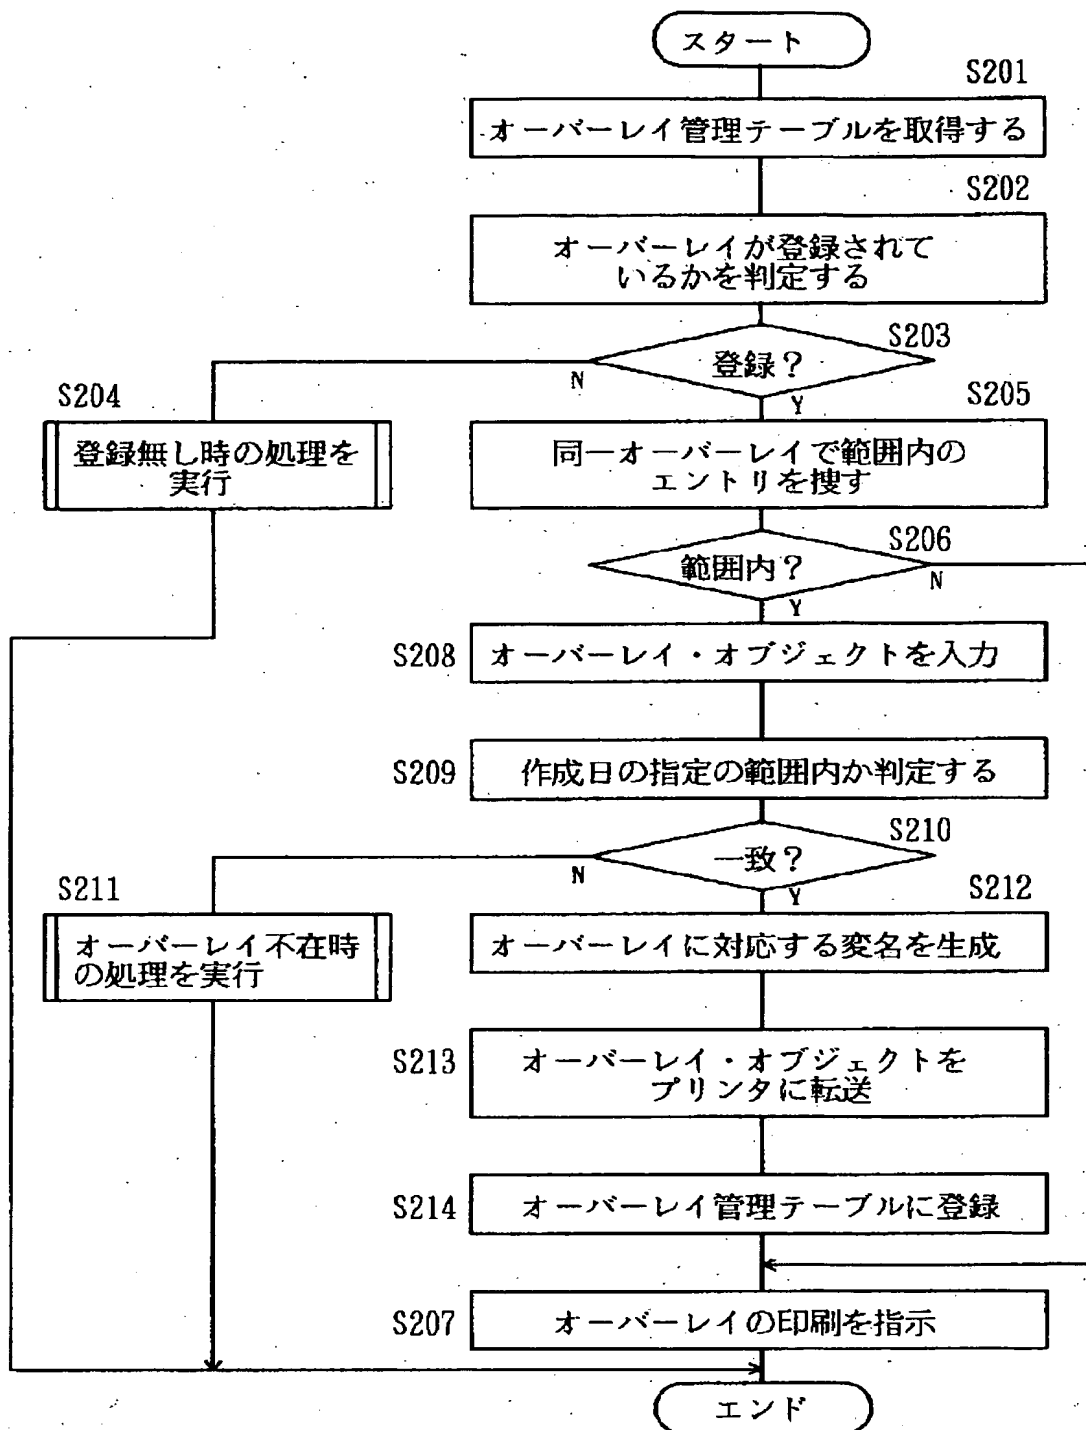 スタート
S201
オーバーレイ管理テーブルを取得する
S202
オーバーレイが登録されて
いるかを判定する
S203
登録?
N
Y
S204
登録無し時の処理を
実行
S205
同一オーバーレイで範囲内の
エントリを捜す
S206
範囲内?
N
Y
S208
オーバーレイ・オブジェクトを入力
S209
作成日の指定の範囲内か判定する
S210
一致?
N
Y
S211
オーバーレイ不在時
の処理を実行
S212
オーバーレイに対応する変名を生成
S213
オーバーレイ・オブジェクトを
プリンタに転送
S214
オーバーレイ管理テーブルに登録
S207
オーバーレイの印刷を指示
エンド